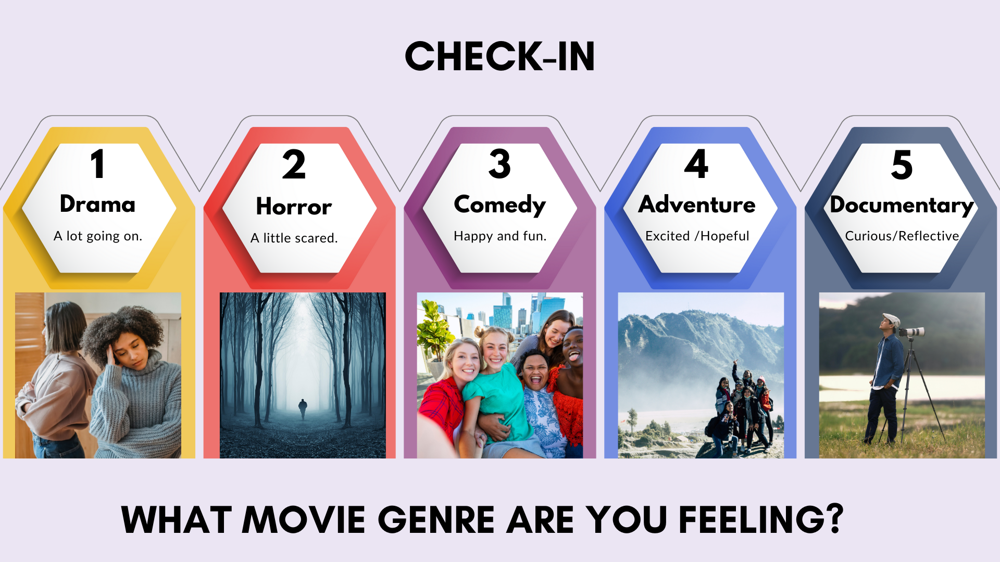 CHECK-IN
1
Drama
A lot going on.
2
Horror
A little scared.
3
Comedy
Happy and fun.
4
Adventure
Excited /Hopeful
5
Documentary
Curious/Reflective
WHAT MOVIE GENRE ARE YOU FEELING?